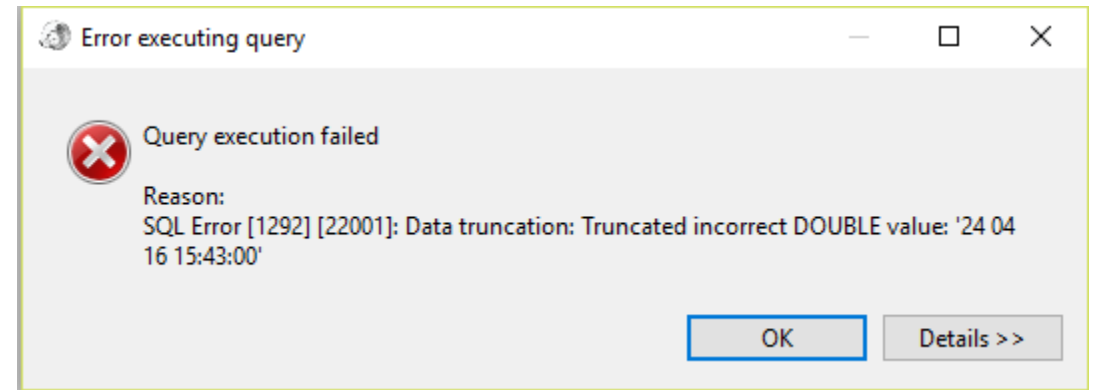 Error executing query
Query execution failed
Reason:
SQL Error [1292] [22001]: Data truncation: Truncated incorrect DOUBLE value: '24 04
16 15:43:00'
OK
Details >>